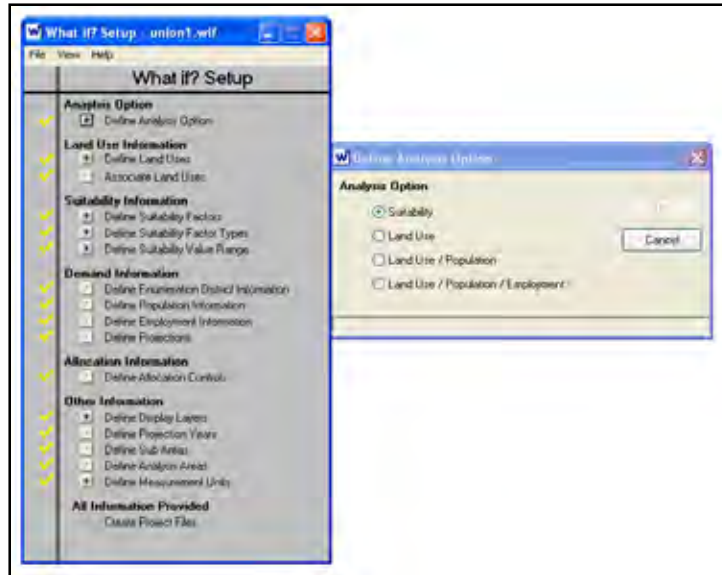 What if? Setup - union1.wif
File View Help
What if? Setup
Analysis Option
Define Analysis Option
Land Use Information
Define Land Uses
Associate Land Uses
Suitability Information
Define Suitability Factors
Define Suitability Factor Types
Define Suitability Value Range
Demand Information
Define Enumeration District Information
Define Population Information
Define Employment Information
Define Projections
Allocation Information
Define Allocation Controls
Other Information
Define Display Layers
Define Projection Years
Define Sub Areas
Define Analysis Areas
Define Measurement Units
All Information Provided
Create Project Files
Define Analysis Option
Analysis Option
Suitability
Land Use
Cancel
Land Use / Population
Land Use / Population / Employment